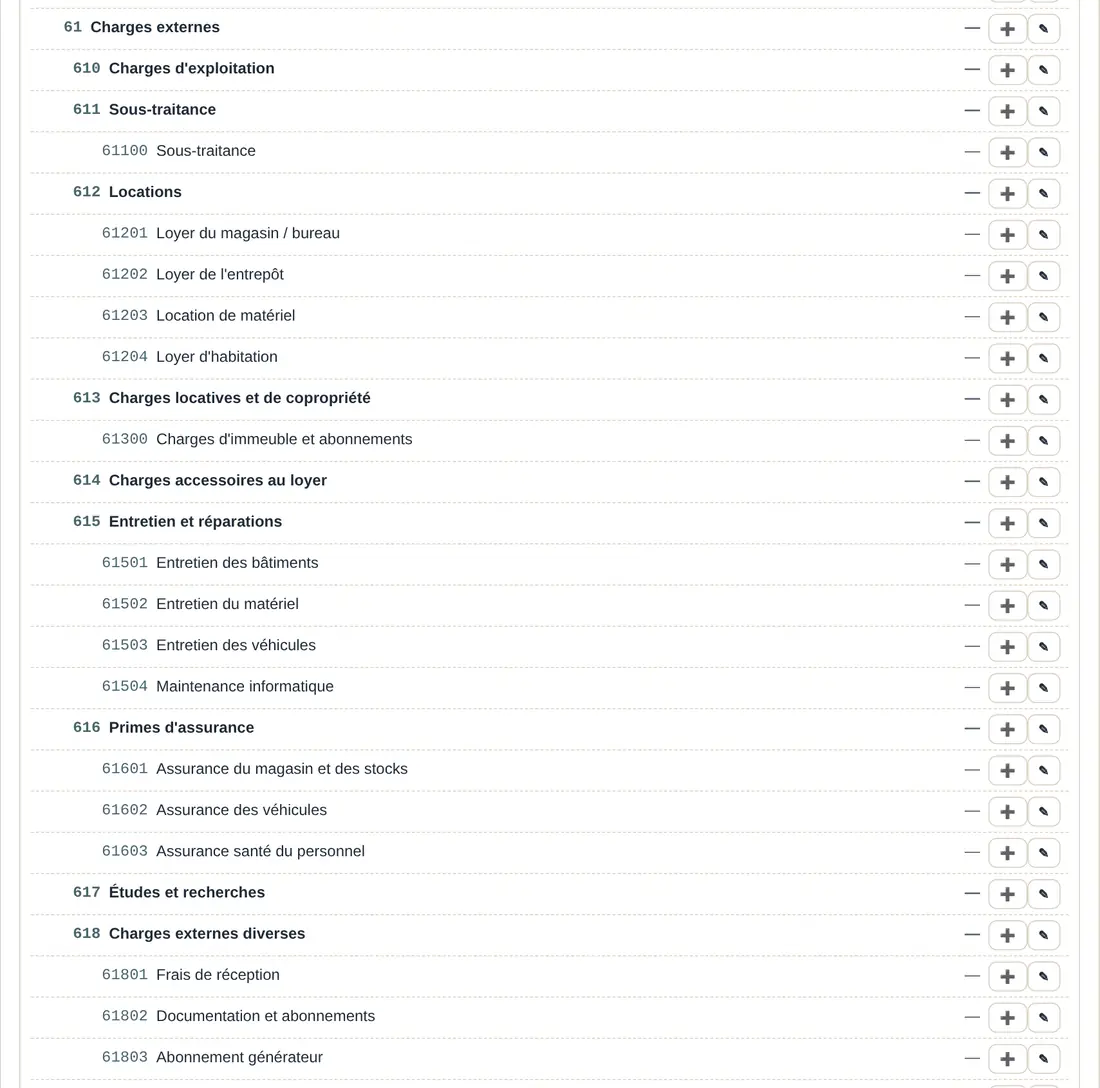 61 Charges externes — ➕ ✎
610 Charges d'exploitation — ➕ ✎
611 Sous-traitance — ➕ ✎
61100 Sous-traitance — ➕ ✎
612 Locations — ➕ ✎
61201 Loyer du magasin / bureau — ➕ ✎
61202 Loyer de l'entrepôt — ➕ ✎
61203 Location de matériel — ➕ ✎
61204 Loyer d'habitation — ➕ ✎
613 Charges locatives et de copropriété — ➕ ✎
61300 Charges d'immeuble et abonnements — ➕ ✎
614 Charges accessoires au loyer — ➕ ✎
615 Entretien et réparations — ➕ ✎
61501 Entretien des bâtiments — ➕ ✎
61502 Entretien du matériel — ➕ ✎
61503 Entretien des véhicules — ➕ ✎
61504 Maintenance informatique — ➕ ✎
616 Primes d'assurance — ➕ ✎
61601 Assurance du magasin et des stocks — ➕ ✎
61602 Assurance des véhicules — ➕ ✎
61603 Assurance santé du personnel — ➕ ✎
617 Études et recherches — ➕ ✎
618 Charges externes diverses — ➕ ✎
61801 Frais de réception — ➕ ✎
61802 Documentation et abonnements — ➕ ✎
61803 Abonnement générateur — ➕ ✎